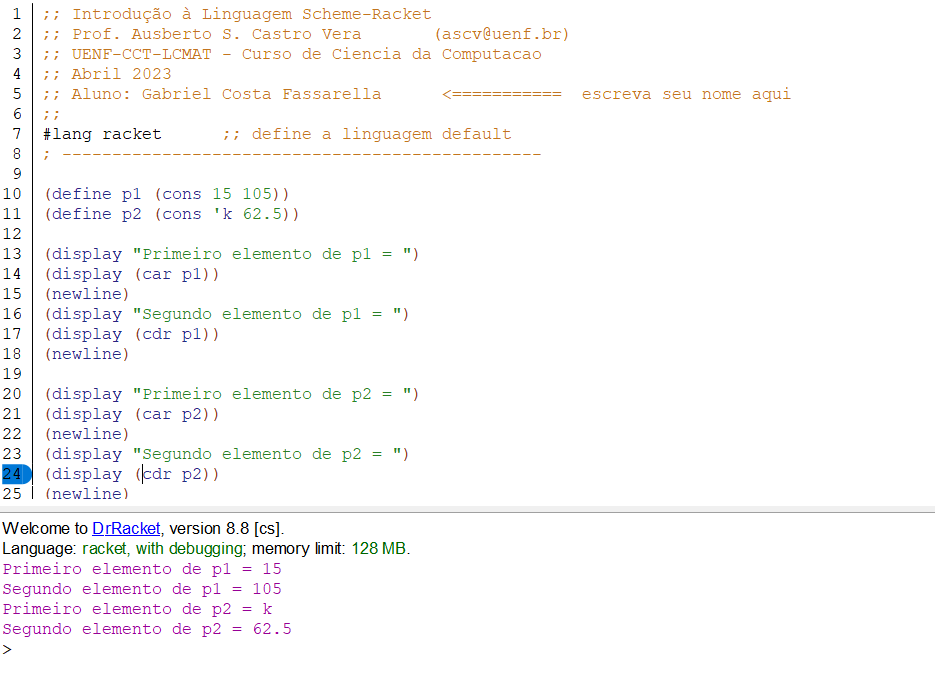 1 ;; Introdução à Linguagem Scheme-Racket
2 ;; Prof. Ausberto S. Castro Vera (ascv@uenf.br)
3 ;; UENF-CCT-LCMAT - Curso de Ciencia da Computacao
4 ;; Abril 2023
5 ;; Aluno: Gabriel Costa Fassarella <=========== escreva seu nome aqui
6 ;;
7 #lang racket ;; define a linguagem default
8 ; ------------------------------------------------
9
10 (define p1 (cons 15 105))
11 (define p2 (cons 'k 62.5))
12
13 (display "Primeiro elemento de p1 = ")
14 (display (car p1))
15 (newline)
16 (display "Segundo elemento de p1 = ")
17 (display (cdr p1))
18 (newline)
19
20 (display "Primeiro elemento de p2 = ")
21 (display (car p2))
22 (newline)
23 (display "Segundo elemento de p2 = ")
24 (display (cdr p2))
25 (newline)
Welcome to DrRacket, version 8.8 [cs].
Language: racket, with debugging; memory limit: 128 MB.
Primeiro elemento de p1 = 15
Segundo elemento de p1 = 105
Primeiro elemento de p2 = k
Segundo elemento de p2 = 62.5
>